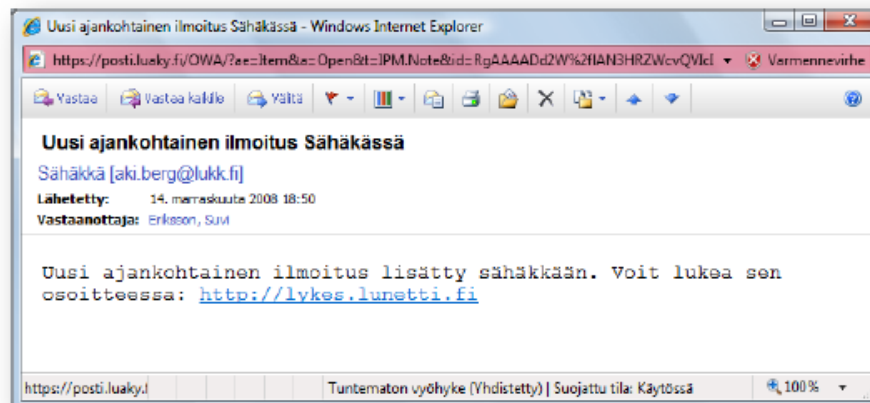 Uusi ajankohtainen ilmoitus Sähäkässä - Windows Internet Explorer
https://posti.luaky.fi/OWA/?ae=Item&a=Open&t=IPM.Note&id=RgAAAADd2W%2flAN3HRZWcvQVIcI Varmennevirhe
Vastaa Vastaa kaikille Välitä
Uusi ajankohtainen ilmoitus Sähäkässä
Sähäkkä [aki.berg@lukk.fi]
Lähetetty: 14. marraskuuta 2008 18:50
Vastaanottaja: Eriksson, Suvi
Uusi ajankohtainen ilmoitus lisätty sähäkkään. Voit lukea sen
osoitteessa: http://lykes.lunetti.fi
https://posti.luaky.f Tuntematon vyöhyke (Yhdistetty) | Suojattu tila: Käytössä 100%